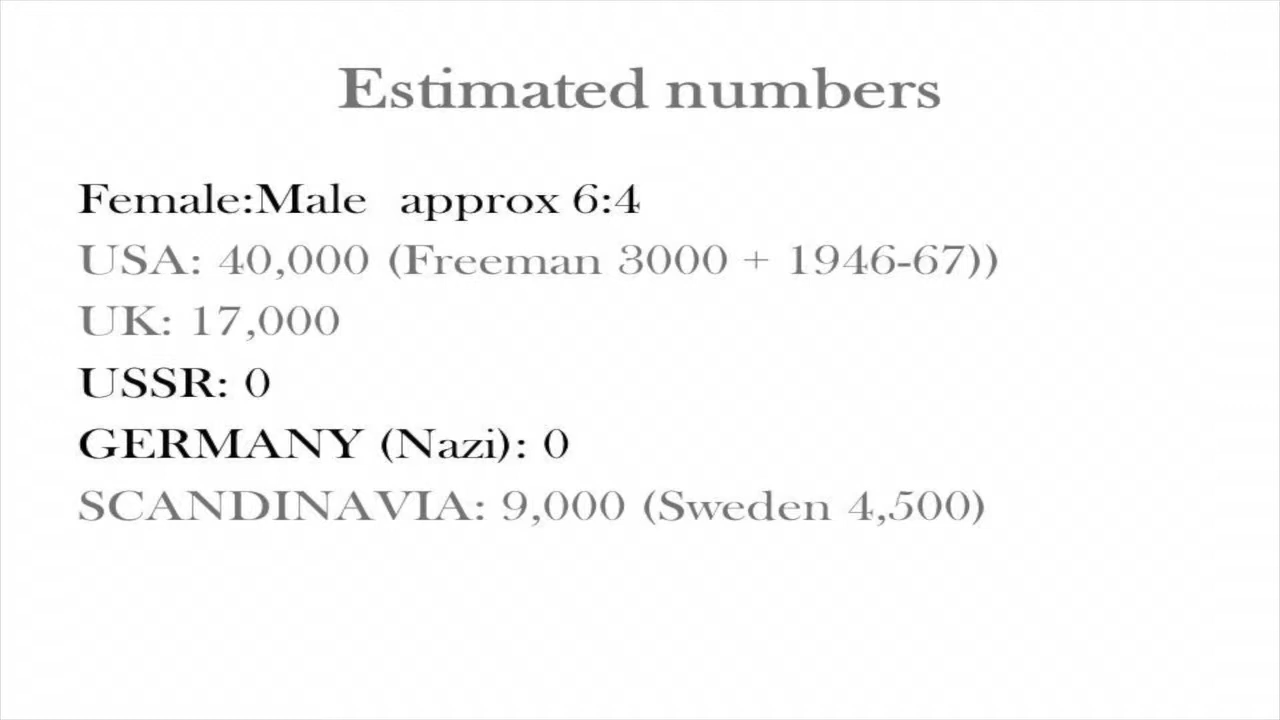 Estimated numbers
Female:Male approx 6:4
USA: 40,000 (Freeman 3000 + 1946-67))
UK: 17,000
USSR: 0
GERMANY (Nazi): 0
SCANDINAVIA: 9,000 (Sweden 4,500)